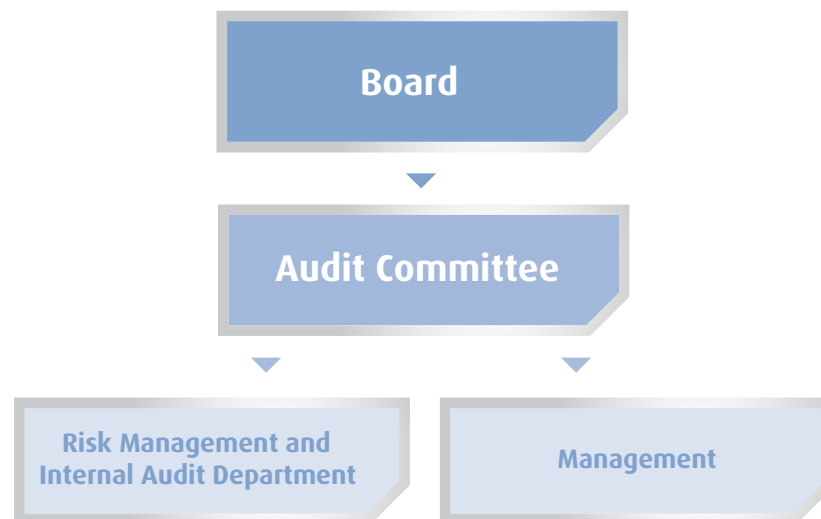 Board
Audit Committee
Risk Management and
Internal Audit Department
Management